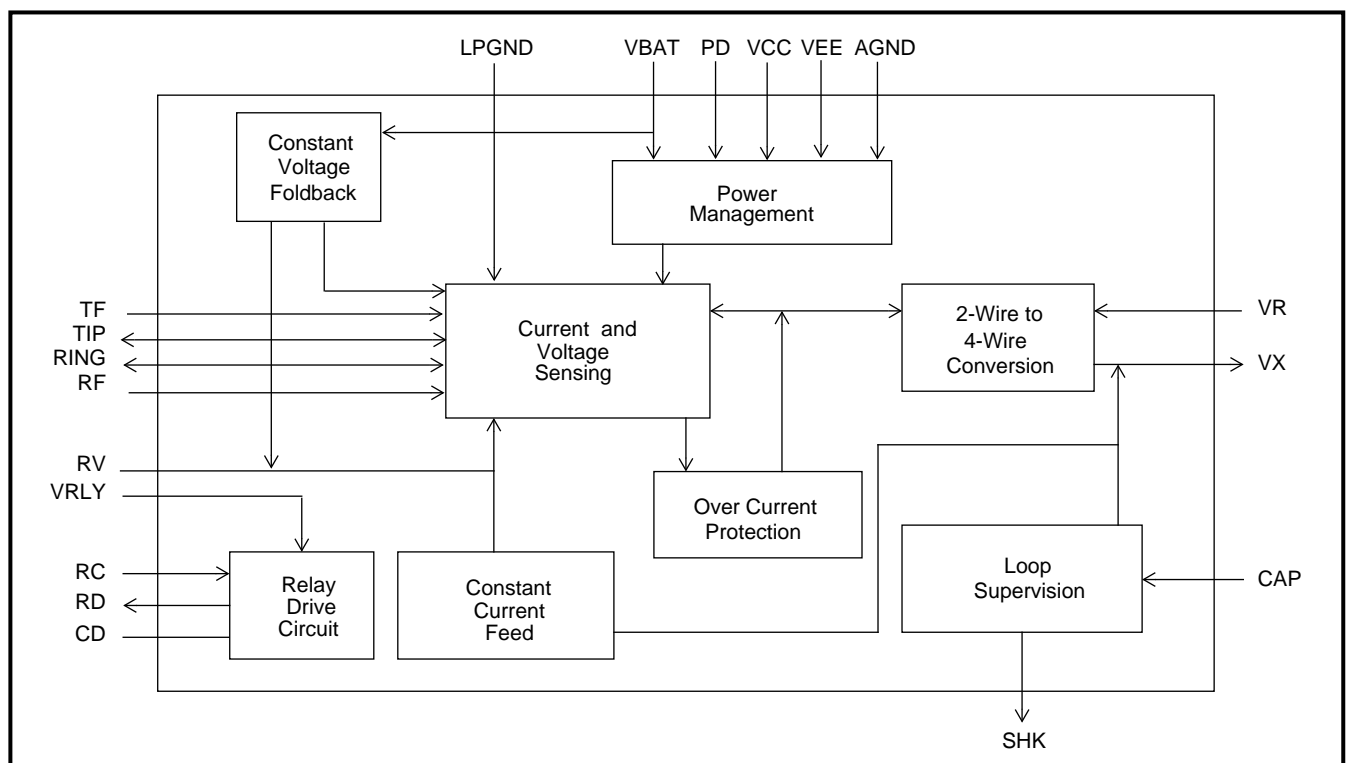 LPGND VBAT PD VCC VEE AGND
Constant
Voltage
Foldback
Power
Management
TF
TIP
RING
RF
Current and
Voltage
Sensing
2-Wire to
4-Wire
Conversion
VR
VX
RV
VRLY
Over Current
Protection
RC
RD
CD
Relay
Drive
Circuit
Constant
Current
Feed
Loop
Supervision
CAP
SHK